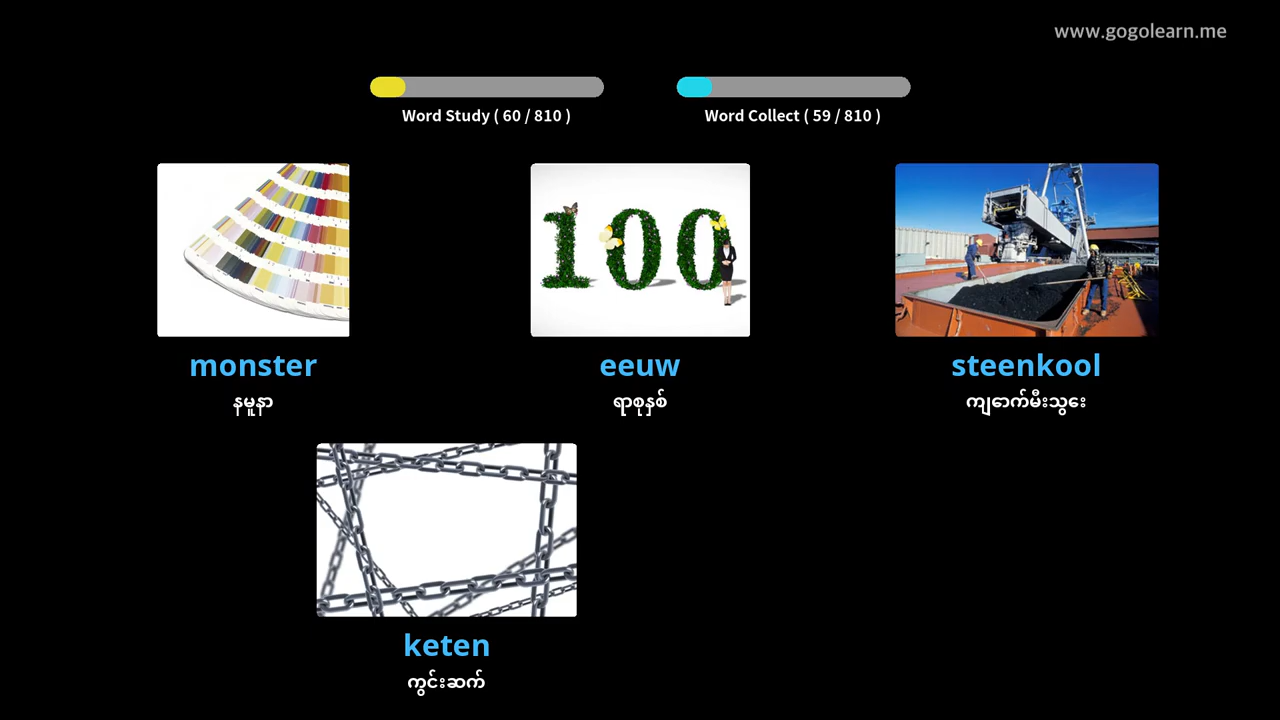 www.gogolearn.me
Word Study ( 60 / 810 )
Word Collect ( 59 / 810 )
100
monster
eeuw
steenkool
နမူနာ
ရာစုနှစ်
ကျောက်မီးသွေး
keten
ကွင်းဆက်